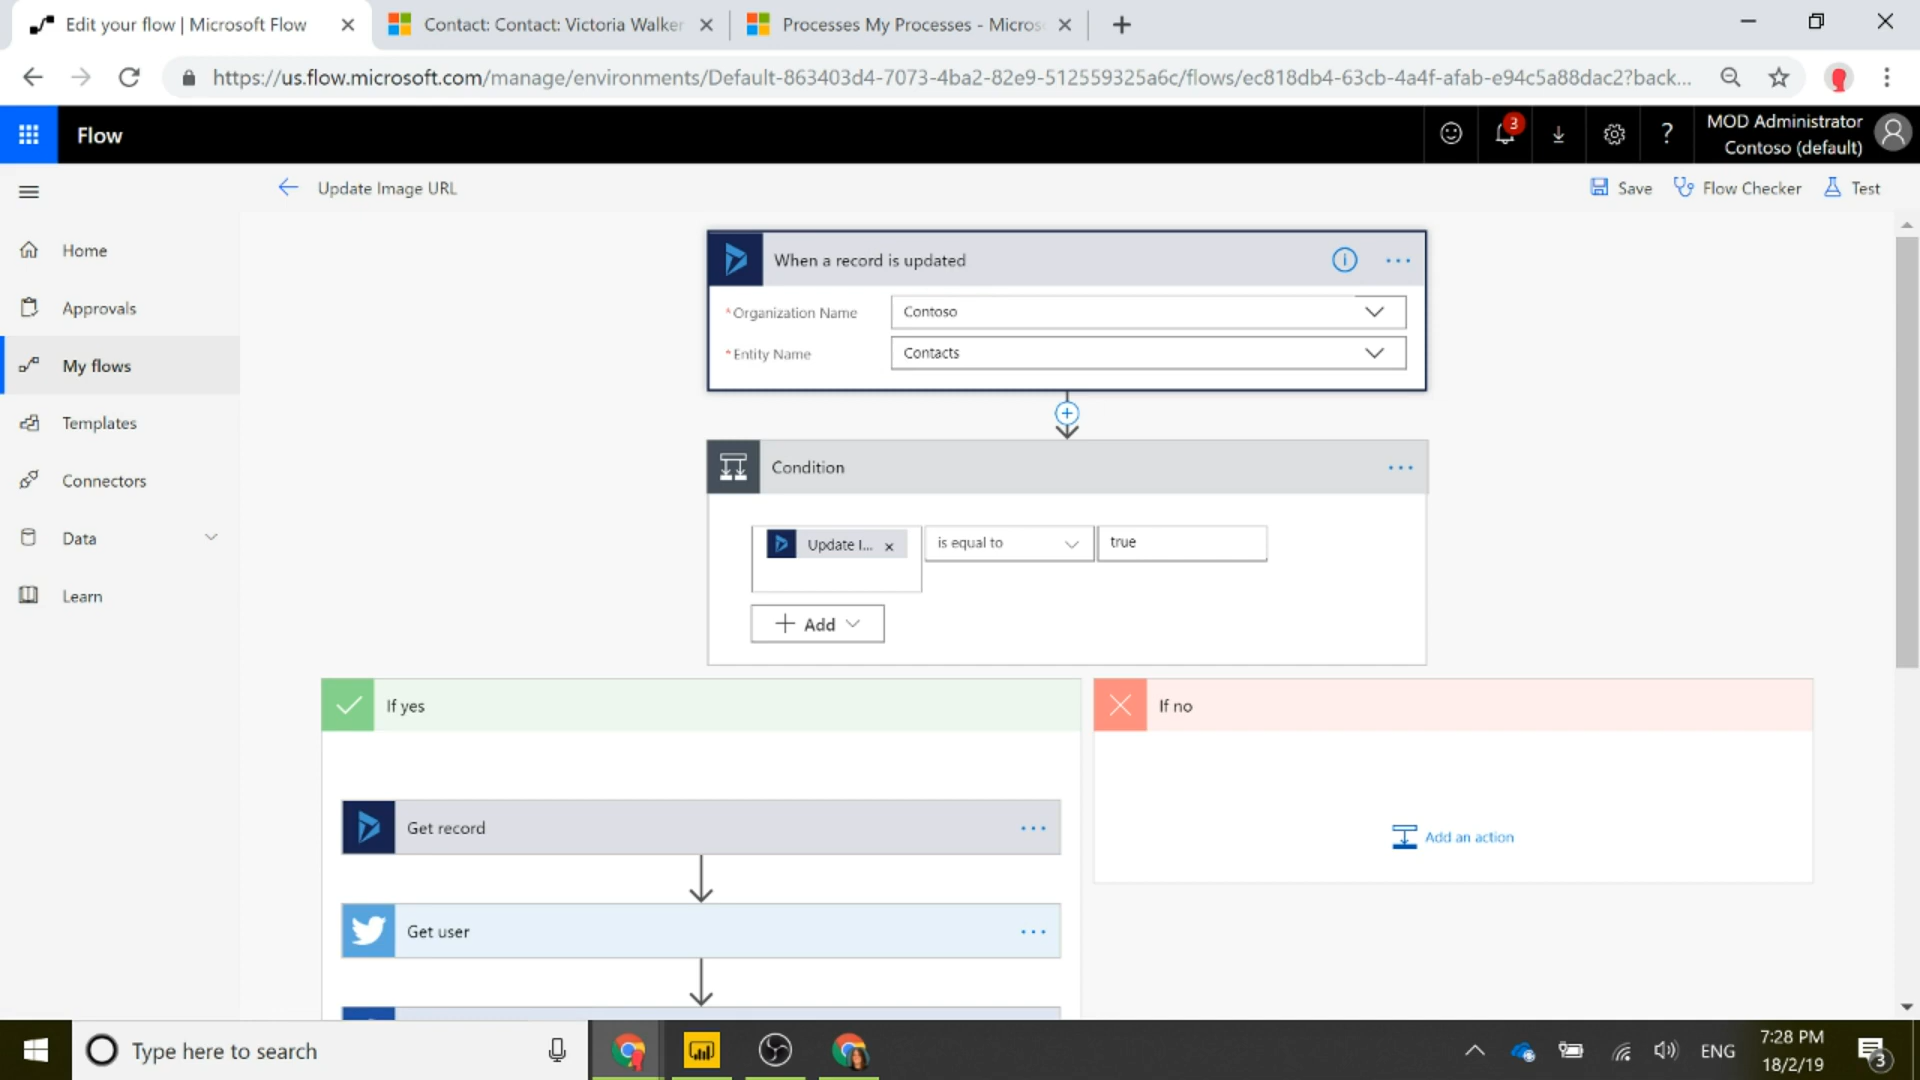 Edit your flow | Microsoft Flow
Contact: Contact: Victoria Walker
Processes My Processes - Micros
https://us.flow.microsoft.com/manage/environments/Default-863403d4-7073-4ba2-82e9-512559325a6c/flows/ec818db4-63cb-4a4f-afab-e94c5a88dac2?back...
Flow
3
?
MOD Administrator
Contoso (default)
Update Image URL
Save
Flow Checker
Test
Home
Approvals
My flows
Templates
Connectors
Data
Learn
When a record is updated
* Organization Name
Contoso
* Entity Name
Contacts
Condition
Update I...
is equal to
true
Add
If yes
If no
Get record
Add an action
Get user
Type here to search
ENG
7:28 PM
18/2/19
3